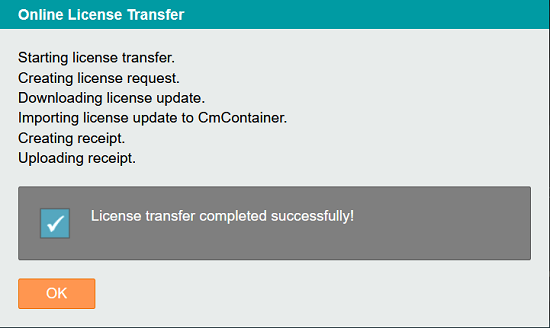 Online License Transfer
Starting license transfer.
Creating license request.
Downloading license update.
Importing license update to CmContainer.
Creating receipt.
Uploading receipt.
License transfer completed successfully!
OK